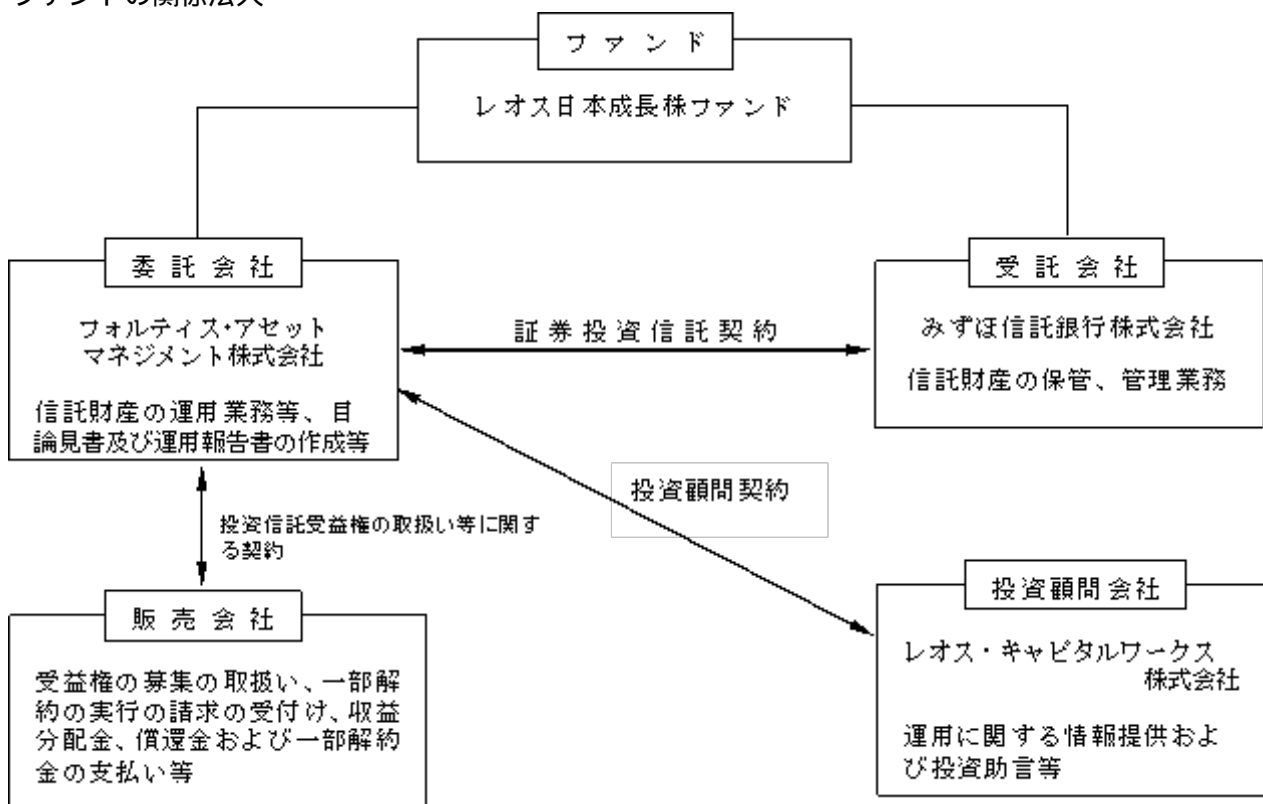 ファンドの関係法人
ファンド
レオス日本成長株ファンド
委託会社
フォルティス・アセット
マネジメント株式会社
信託財産の運用業務等、目
論見書及び運用報告書の作成等
証券投資信託契約
受託会社
みずほ信託銀行株式会社
信託財産の保管、管理業務
投資顧問契約
投資信託受益権の取扱い等に関す
る契約
販売会社
受益権の募集の取扱い、一部解
約の実行の請求の受付け、収益
分配金、償還金および一部解約
金の支払い等
投資顧問会社
レオス・キャピタルワークス
株式会社
運用に関する情報提供およ
び投資助言等